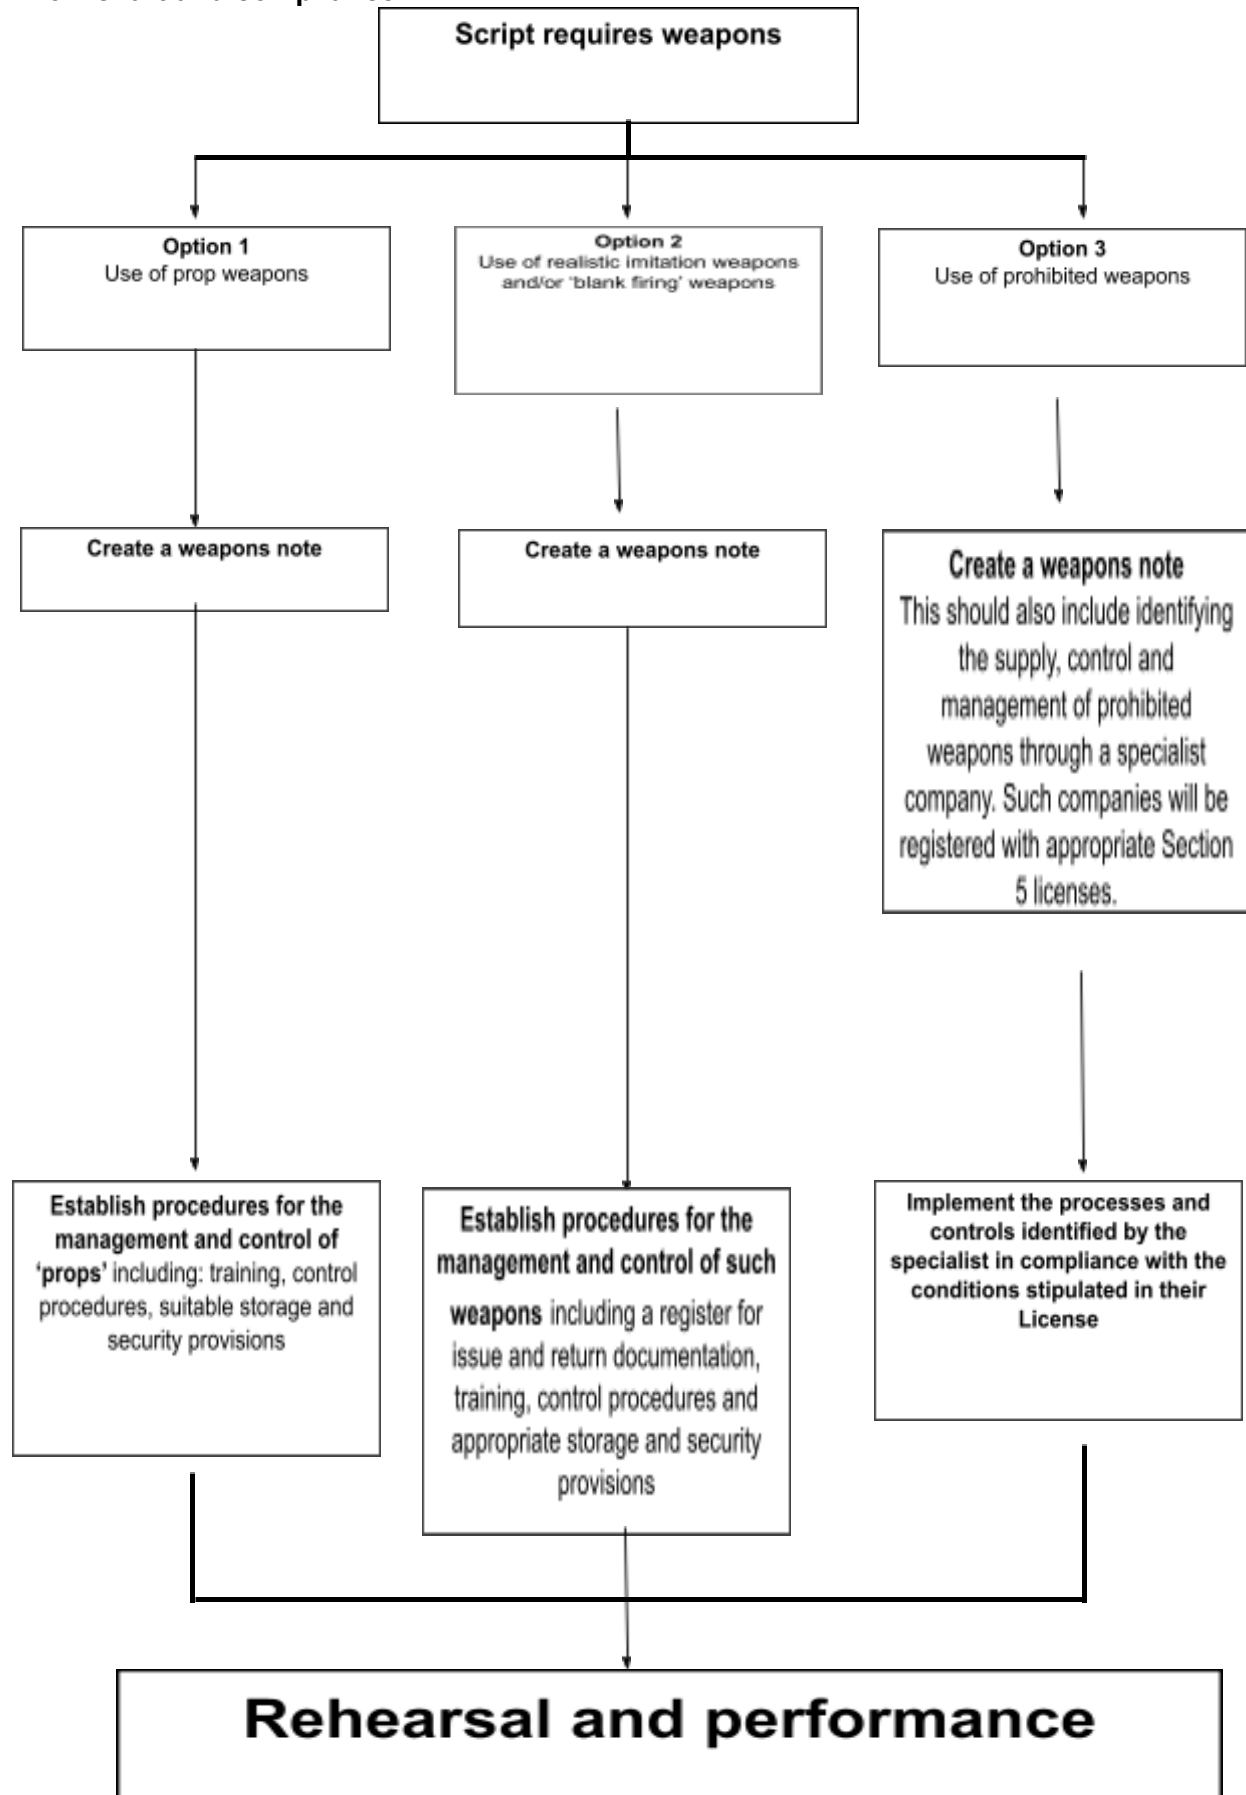 Script requires weapons
Option 1
Use of prop weapons
Option 2
Use of realistic imitation weapons
and/or ‘blank firing’ weapons
Option 3
Use of prohibited weapons
Create a weapons note
Create a weapons note
Create a weapons note
This should also include identifying
the supply, control and
management of prohibited
weapons through a specialist
company. Such companies will be
registered with appropriate Section
5 licenses.
Establish procedures for the
management and control of
‘props’ including: training, control
procedures, suitable storage and
security provisions
Establish procedures for the
management and control of such
weapons including a register for
issue and return documentation,
training, control procedures and
appropriate storage and security
provisions
Implement the processes and
controls identified by the
specialist in compliance with the
conditions stipulated in their
License
Rehearsal and performance